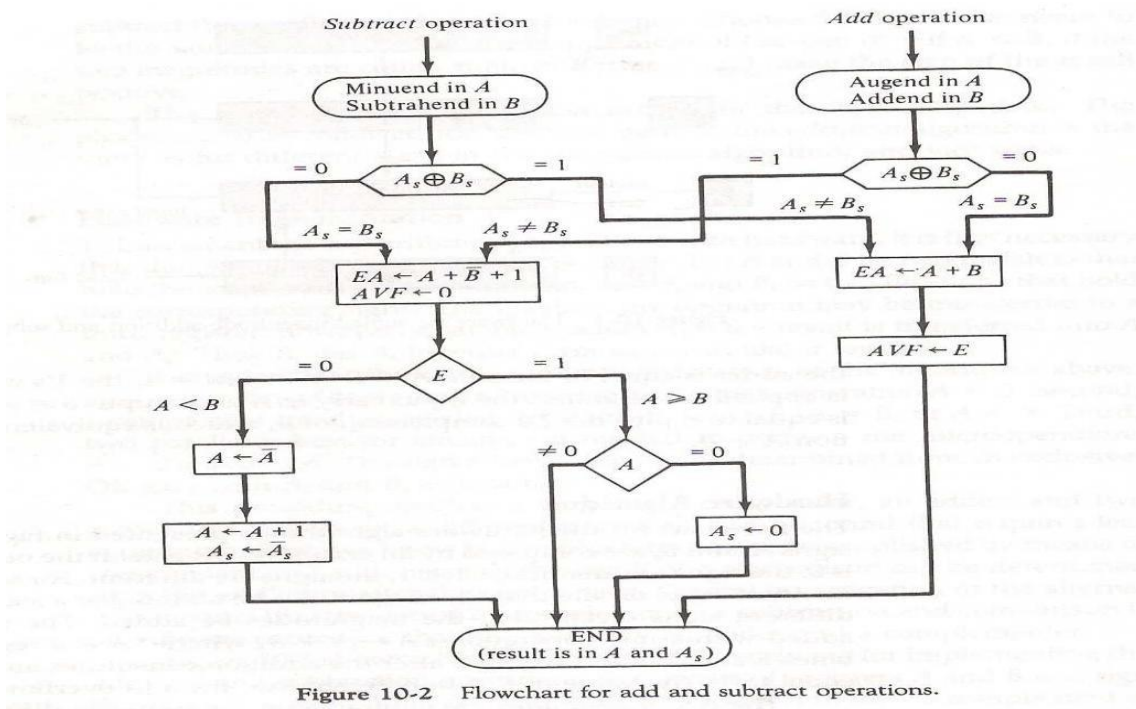 Subtract operation
Add operation
Minuend in A
Subtrahend in B
Augend in A
Addend in B
= 0
A_s ⊕ B_s
= 1
= 1
A_s ⊕ B_s
= 0
A_s = B_s
A_s ≠ B_s
A_s ≠ B_s
A_s = B_s
EA ← A + B̅ + 1
AVF ← 0
EA ← A + B
AVF ← E
= 0
E
= 1
A < B
A ≥ B
A ← A̅
≠ 0
A
= 0
A ← A + 1
A_s ← A̅_s
A_s ← 0
END
(result is in A and A_s)
Figure 10-2 Flowchart for add and subtract operations.